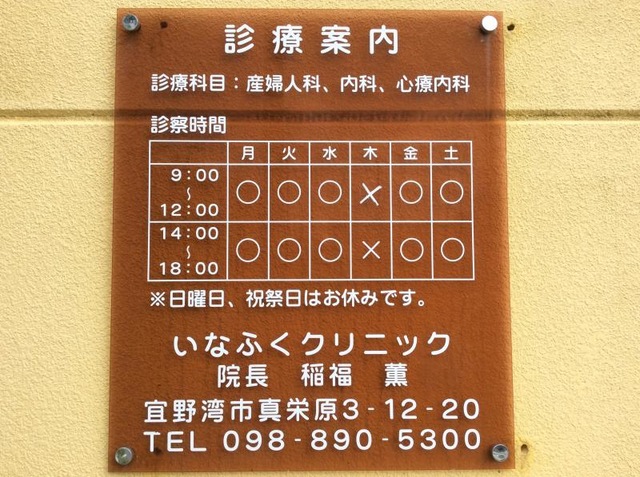 診療案内
診療科目：産婦人科、内科、心療内科
診察時間
月 火 水 木 金 土
9：00
〜
12：00
○ ○ ○ × ○ ○
14：00
〜
18：00
○ ○ ○ × ○ ○
※日曜日、祝祭日はお休みです。
いなふくクリニック
院長 稲福 薫
宜野湾市真栄原3-12-20
TEL 098-890-5300